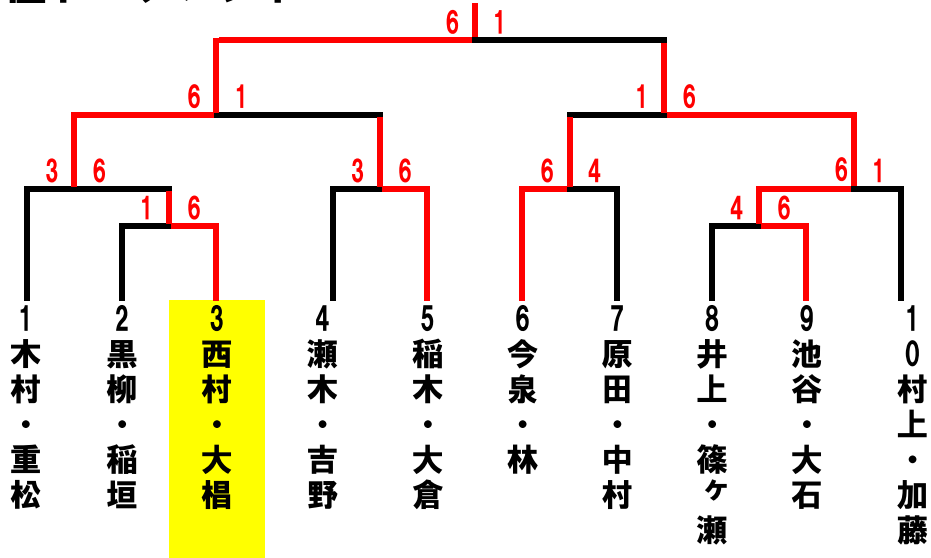 6 1
6 1
1 6
3 6
3 6
6 4
6 1
1 6
4 6
1 木村・重松
2 黒柳・稲垣
3 西村・大椙
4 瀬木・吉野
5 稲木・大倉
6 今泉・林
7 原田・中村
8 井上・篠ヶ瀬
9 池谷・大石
10 村上・加藤